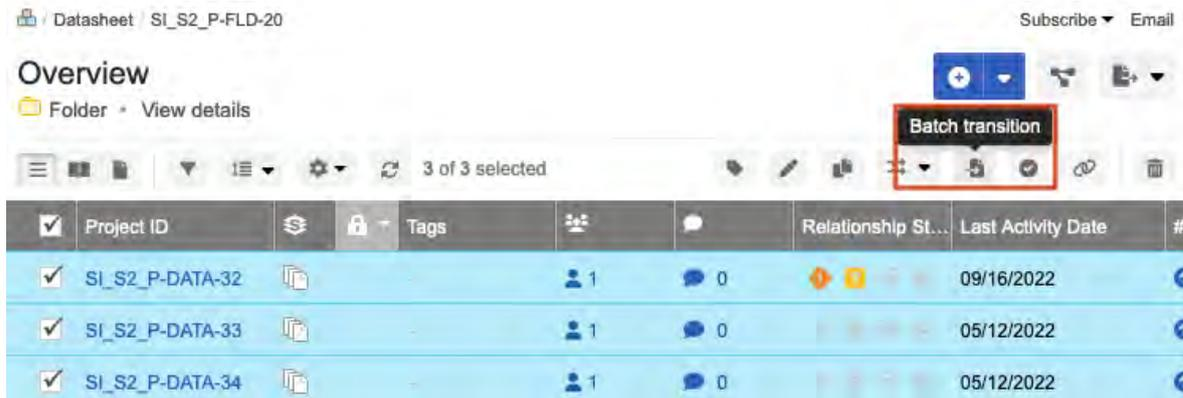 Datasheet SI_S2_P-FLD-20 Subscribe Email
Overview
Folder • View details
Batch transition
3 of 3 selected
Project ID Tags Relationship St... Last Activity Date #
SI_S2_P-DATA-32 - 1 0 09/16/2022
SI_S2_P-DATA-33 - 1 0 05/12/2022
SI_S2_P-DATA-34 - 1 0 05/12/2022